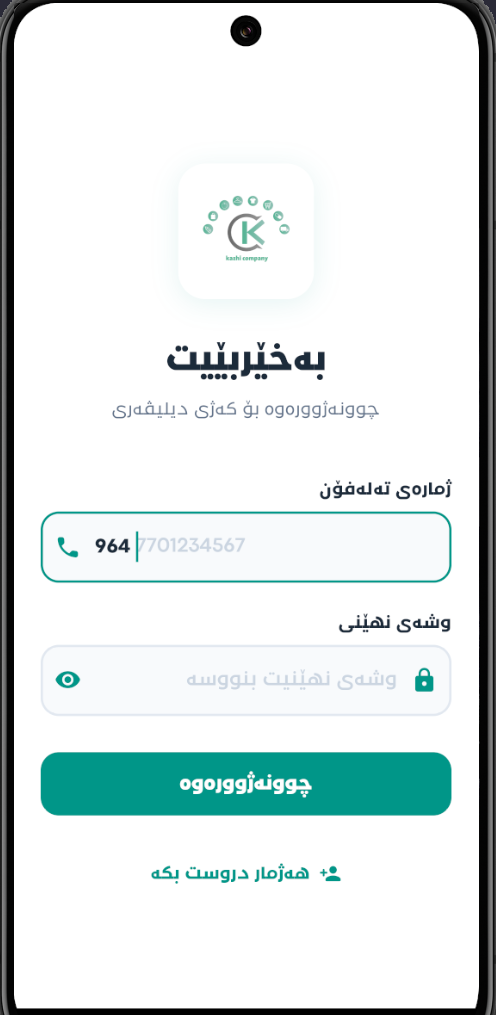 kashi company
بەخێربێیت
چوونەژوورەوە بۆ کەژی دیلیڤەری
ژمارەی تەلەفۆن
964 7701234567
وشەی نهێنی
وشەی نهێنیت بنووسە
چوونەژوورەوە
هەژمار دروست بکە